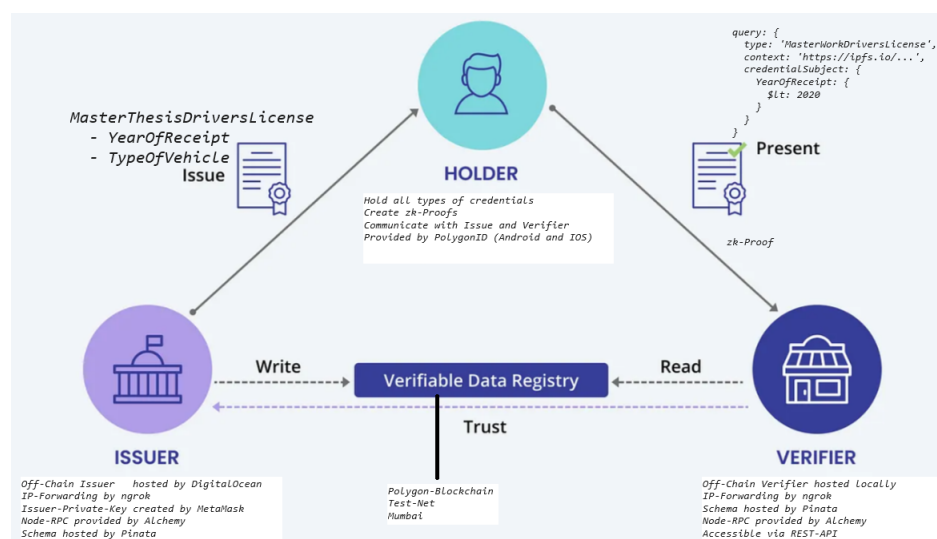 query: {
type: 'MasterWorkDriversLicense',
context: 'https://ipfs.io/...',
credentialSubject: {
YearOfReceipt: {
$lt: 2020
}
}
}
MasterThesisDriversLicense
- YearOfReceipt
- TypeOfVehicle
Issue
Present
HOLDER
Hold all types of credentials
Create zk-Proofs
Communicate with Issue and Verifier
Provided by PolygonID (Android and IOS)
zk-Proof
Write
Verifiable Data Registry
Read
Trust
ISSUER
Off-Chain Issuer hosted by DigitalOcean
IP-Forwarding by ngrok
Issuer-Private-Key created by MetaMask
Node-RPC provided by Alchemy
Schema hosted by Pinata
Polygon-Blockchain
Test-Net
Mumbai
VERIFIER
Off-Chain Verifier hosted locally
IP-Forwarding by ngrok
Schema hosted by Pinata
Node-RPC provided by Alchemy
Accessible via REST-API